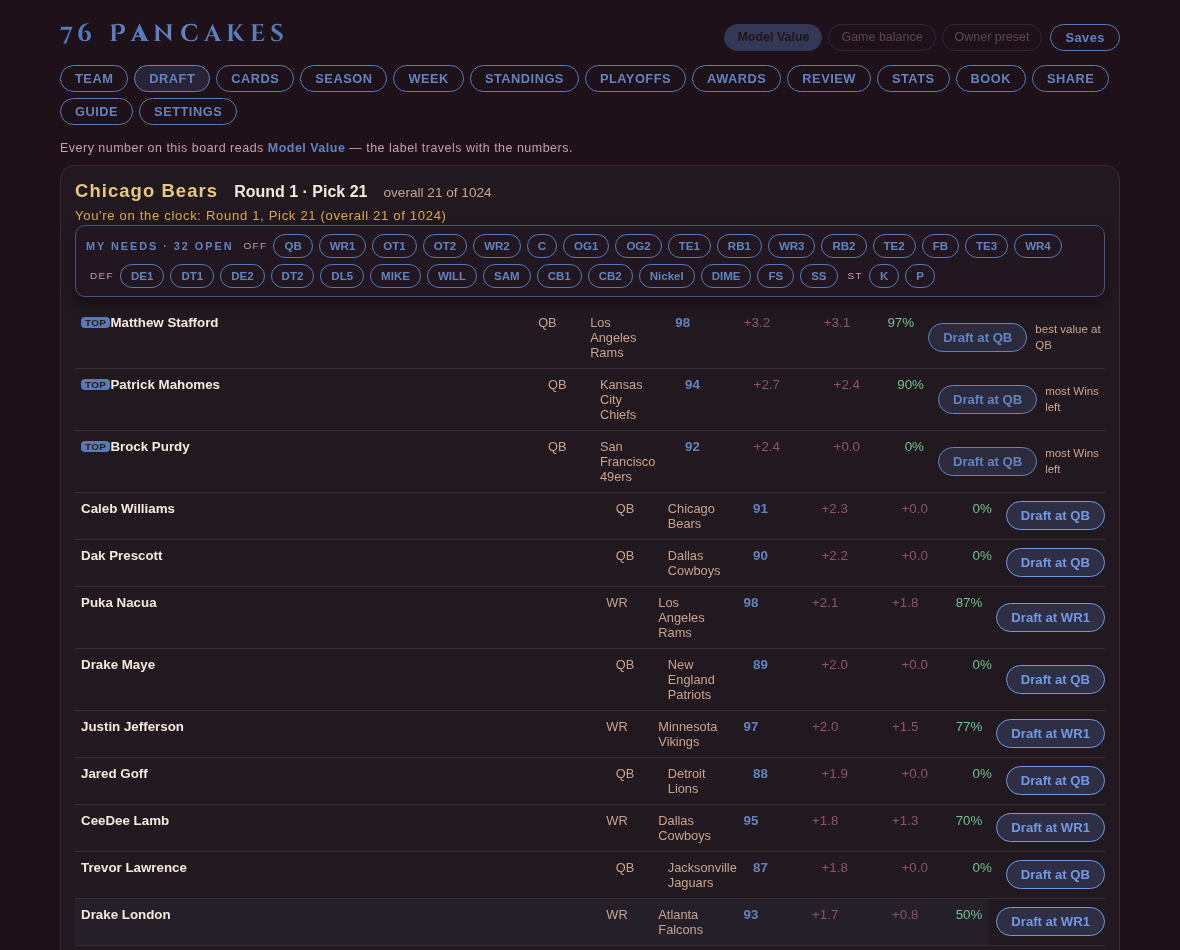 76 PANCAKES
Model Value Game balance Owner preset Saves
TEAM DRAFT CARDS SEASON WEEK STANDINGS PLAYOFFS AWARDS REVIEW STATS BOOK SHARE
GUIDE SETTINGS
Every number on this board reads Model Value — the label travels with the numbers.
Chicago Bears Round 1 · Pick 21 overall 21 of 1024
You're on the clock: Round 1, Pick 21 (overall 21 of 1024)
MY NEEDS · 32 OPEN OFF QB WR1 OT1 OT2 WR2 C OG1 OG2 TE1 RB1 WR3 RB2 TE2 FB TE3 WR4
DEF DE1 DT1 DE2 DT2 DL5 MIKE WILL SAM CB1 CB2 Nickel DIME FS SS ST K P
TOP Matthew Stafford QB Los Angeles Rams 98 +3.2 +3.1 97% Draft at QB best value at QB
TOP Patrick Mahomes QB Kansas City Chiefs 94 +2.7 +2.4 90% Draft at QB most Wins left
TOP Brock Purdy QB San Francisco 49ers 92 +2.4 +0.0 0% Draft at QB most Wins left
Caleb Williams QB Chicago Bears 91 +2.3 +0.0 0% Draft at QB
Dak Prescott QB Dallas Cowboys 90 +2.2 +0.0 0% Draft at QB
Puka Nacua WR Los Angeles Rams 98 +2.1 +1.8 87% Draft at WR1
Drake Maye QB New England Patriots 89 +2.0 +0.0 0% Draft at QB
Justin Jefferson WR Minnesota Vikings 97 +2.0 +1.5 77% Draft at WR1
Jared Goff QB Detroit Lions 88 +1.9 +0.0 0% Draft at QB
CeeDee Lamb WR Dallas Cowboys 95 +1.8 +1.3 70% Draft at WR1
Trevor Lawrence QB Jacksonville Jaguars 87 +1.8 +0.0 0% Draft at QB
Drake London WR Atlanta Falcons 93 +1.7 +0.8 50% Draft at WR1